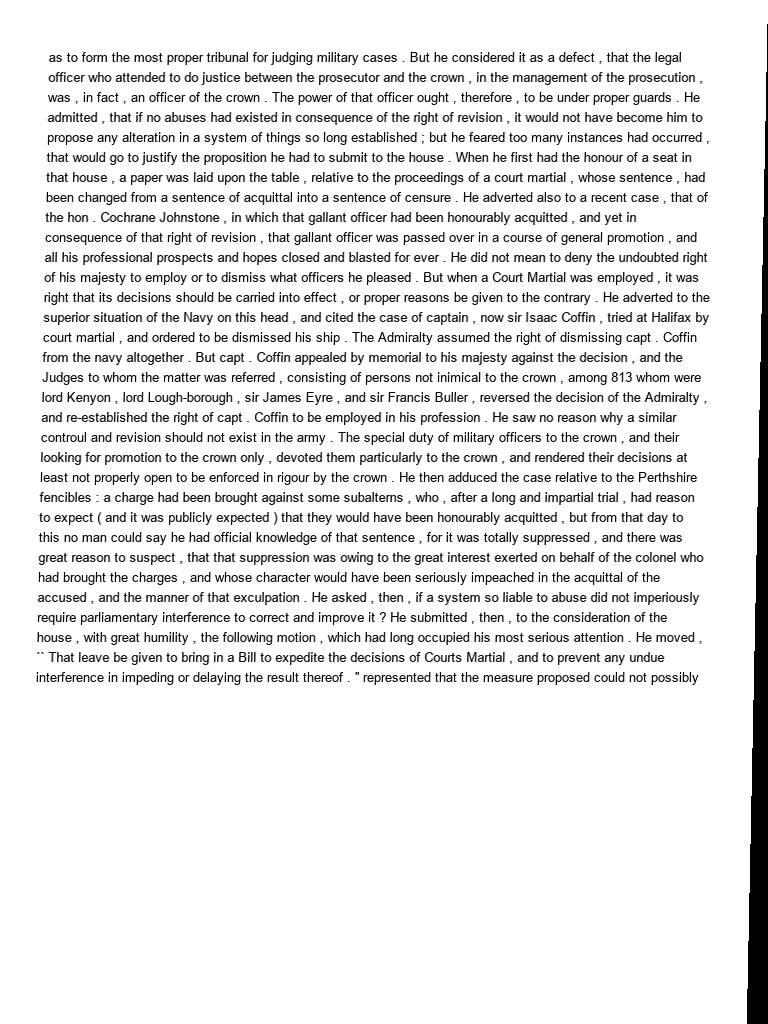 as to form the most proper tribunal for judging military cases . But he considered it as a defect , that the legal
officer who attended to do justice between the prosecutor and the crown , in the management of the prosecution ,
was , in fact , an officer of the crown . The power of that officer ought , therefore , to be under proper guards . He
admitted , that if no abuses had existed in consequence of the right of revision , it would not have become him to
propose any alteration in a system of things so long established ; but he feared too many instances had occurred ,
that would go to justify the proposition he had to submit to the house . When he first had the honour of a seat in
that house , a paper was laid upon the table , relative to the proceedings of a court martial , whose sentence , had
been changed from a sentence of acquittal into a sentence of censure . He adverted also to a recent case , that of
the hon . Cochrane Johnstone , in which that gallant officer had been honourably acquitted , and yet in
consequence of that right of revision , that gallant officer was passed over in a course of general promotion , and
all his professional prospects and hopes closed and blasted for ever . He did not mean to deny the undoubted right
of his majesty to employ or to dismiss what officers he pleased . But when a Court Martial was employed , it was
right that its decisions should be carried into effect , or proper reasons be given to the contrary . He adverted to the
superior situation of the Navy on this head , and cited the case of captain , now sir Isaac Coffin , tried at Halifax by
court martial , and ordered to be dismissed his ship . The Admiralty assumed the right of dismissing capt . Coffin
from the navy altogether . But capt . Coffin appealed by memorial to his majesty against the decision , and the
Judges to whom the matter was referred , consisting of persons not inimical to the crown , among 813 whom were
lord Kenyon , lord Lough-borough , sir James Eyre , and sir Francis Buller , reversed the decision of the Admiralty ,
and re-established the right of capt . Coffin to be employed in his profession . He saw no reason why a similar
controul and revision should not exist in the army . The special duty of military officers to the crown , and their
looking for promotion to the crown only , devoted them particularly to the crown , and rendered their decisions at
least not properly open to be enforced in rigour by the crown . He then adduced the case relative to the Perthshire
fencibles : a charge had been brought against some subalterns , who , after a long and impartial trial , had reason
to expect ( and it was publicly expected ) that they would have been honourably acquitted , but from that day to
this no man could say he had official knowledge of that sentence , for it was totally suppressed , and there was
great reason to suspect , that that suppression was owing to the great interest exerted on behalf of the colonel who
had brought the charges , and whose character would have been seriously impeached in the acquittal of the
accused , and the manner of that exculpation . He asked , then , if a system so liable to abuse did not imperiously
require parliamentary interference to correct and improve it ? He submitted , then , to the consideration of the
house , with great humility , the following motion , which had long occupied his most serious attention . He moved ,
`` That leave be given to bring in a Bill to expedite the decisions of Courts Martial , and to prevent any undue
interference in impeding or delaying the result thereof . " represented that the measure proposed could not possibly